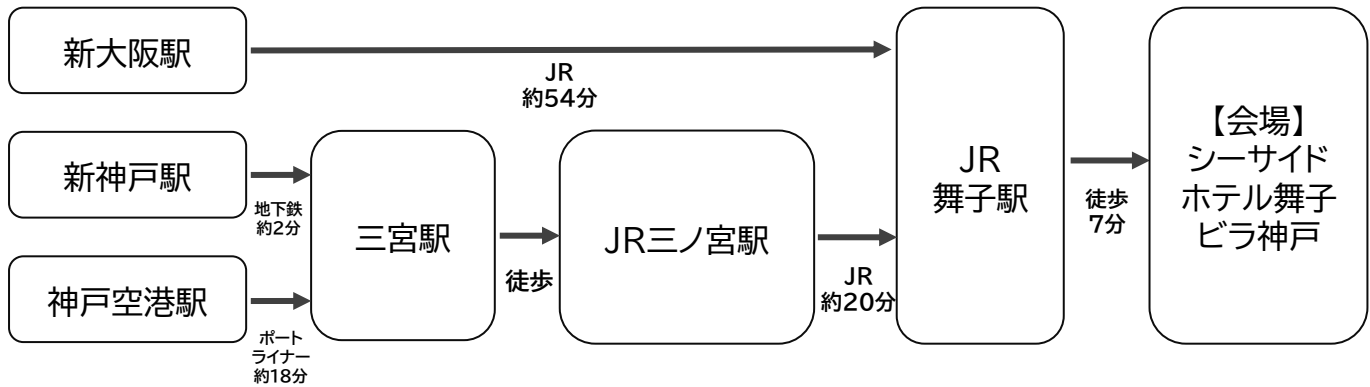 新大阪駅
JR
約54分
新神戸駅
地下鉄
約2分
神戸空港駅
ポート
ライナー
約18分
三宮駅
徒歩
JR三ノ宮駅
JR
約20分
JR
舞子駅
徒歩
7分
【会場】
シーサイド
ホテル舞子
ビラ神戸